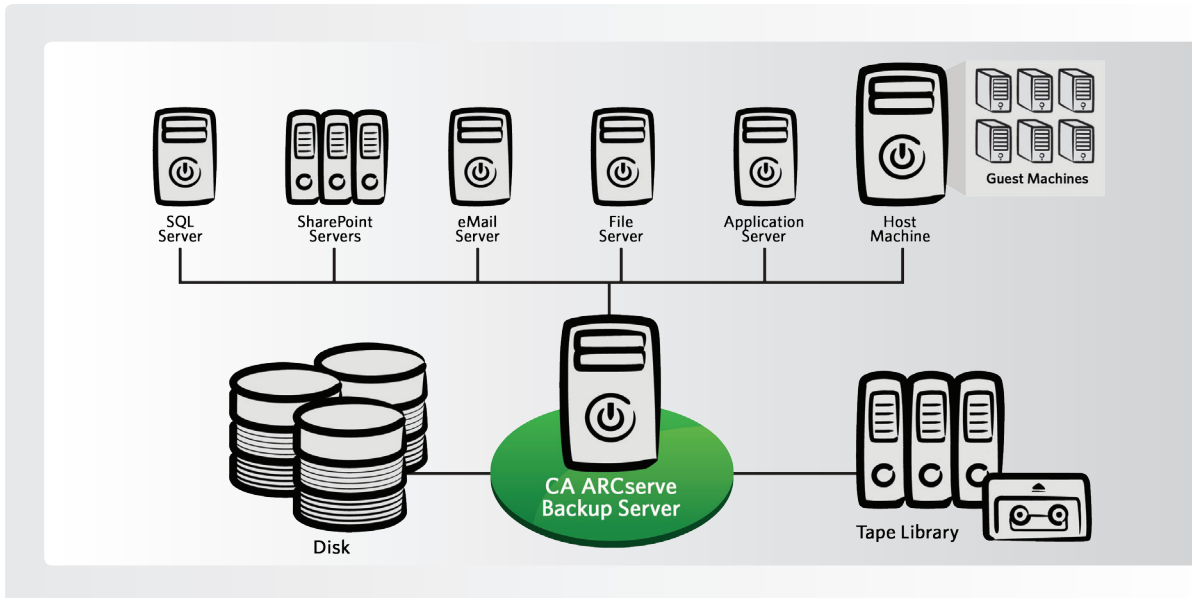 SQL
Server
SharePoint
Servers
eMail
Server
File
Server
Application
Server
Host
Machine
Guest Machines
CA ARCserve
Backup Server
Disk
Tape Library